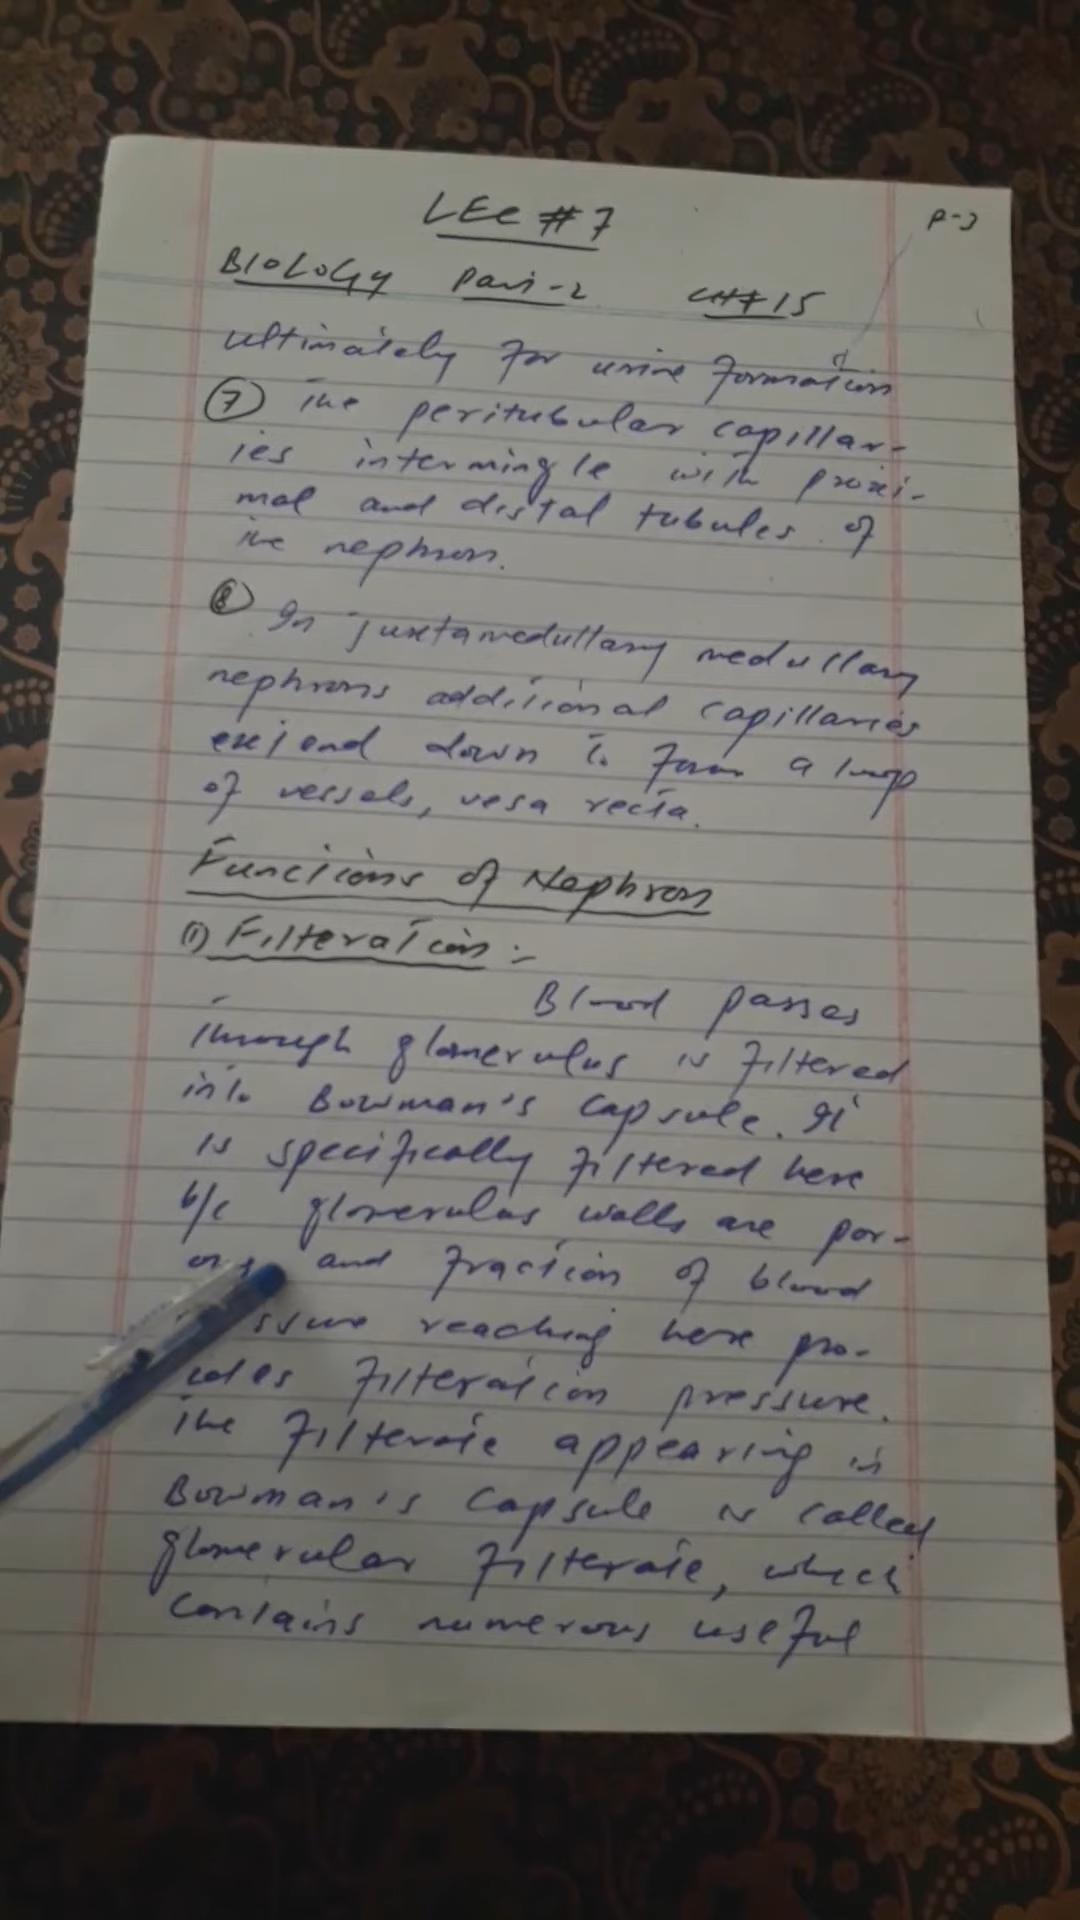 LEC # 7
P-3
BIOLOGY Part-2 CH#15
ultimately for urine formation
⑦ The peritubular capillar-
ies intermingle with proxi-
mal and distal tubules of
the nephron.
⑧ In juxtamedullary medullary
nephrons additional capillaries
extend down to form a loop
of vessels, vesa recta.
Functions of Nephron
(1) Filteration :-
Blood passes
through glomerulus is filtered
into Bowman's capsule. It
is specifically filtered here
b/c glomerulus walls are por-
and fraction of blood
ssure reaching here pro-
vides filteration pressure.
The filterate appearing in
Bowman's capsule is called
glomerular filterate, which
contains numerous useful